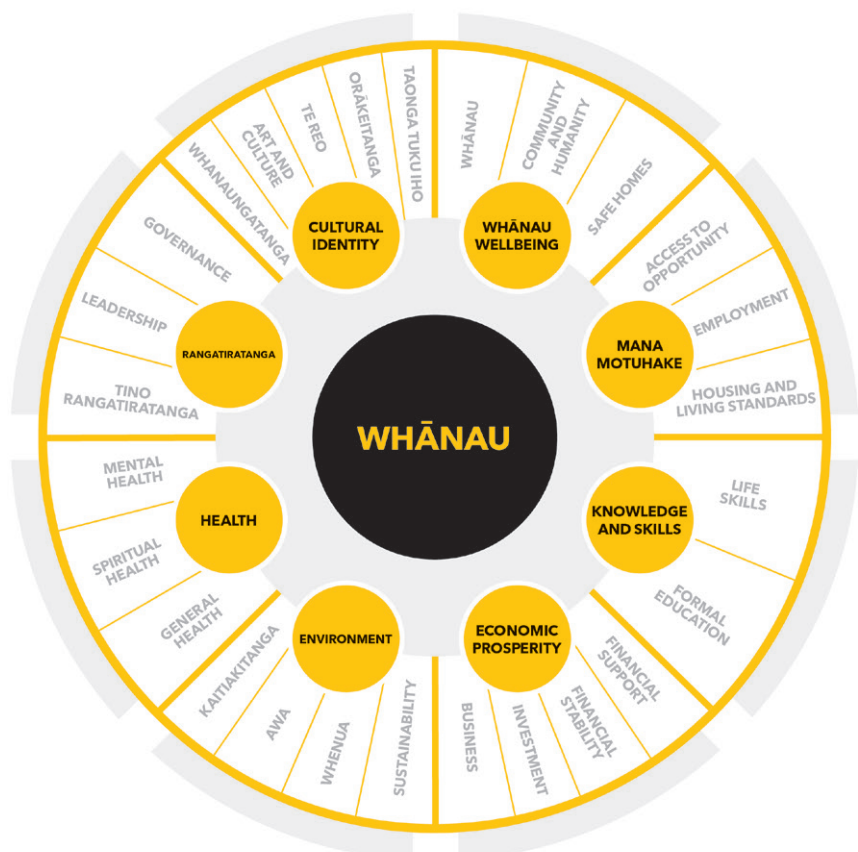 WHĀNAU
CULTURAL
IDENTITY
WHANAUNGATANGA
ART AND
CULTURE
TE REO
ORĀKEITANGA
TAONGA TUKU IHO
WHĀNAU
WELLBEING
WHĀNAU
COMMUNITY
AND
HUMANITY
SAFE HOMES
MANA
MOTUHAKE
ACCESS TO
OPPORTUNITY
EMPLOYMENT
HOUSING AND
LIVING STANDARDS
KNOWLEDGE
AND SKILLS
LIFE
SKILLS
FORMAL
EDUCATION
ECONOMIC
PROSPERITY
FINANCIAL
SUPPORT
FINANCIAL
STABILITY
INVESTMENT
BUSINESS
ENVIRONMENT
SUSTAINABILITY
WHENUA
AWA
KAITIAKITANGA
HEALTH
GENERAL
HEALTH
SPIRITUAL
HEALTH
MENTAL
HEALTH
RANGATIRATANGA
TINO
RANGATIRATANGA
LEADERSHIP
GOVERNANCE